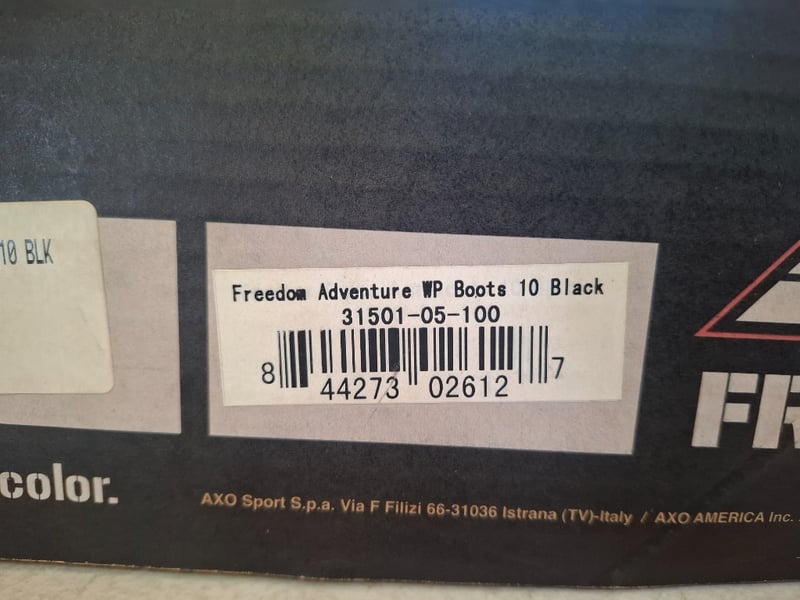 10 BLK
Freedom Adventure WP Boots 10 Black
31501-05-100
8 44273 02612 7
color.
AXO Sport S.p.a. Via F Filizi 66-31036 Istrana (TV)-Italy / AXO AMERICA Inc.